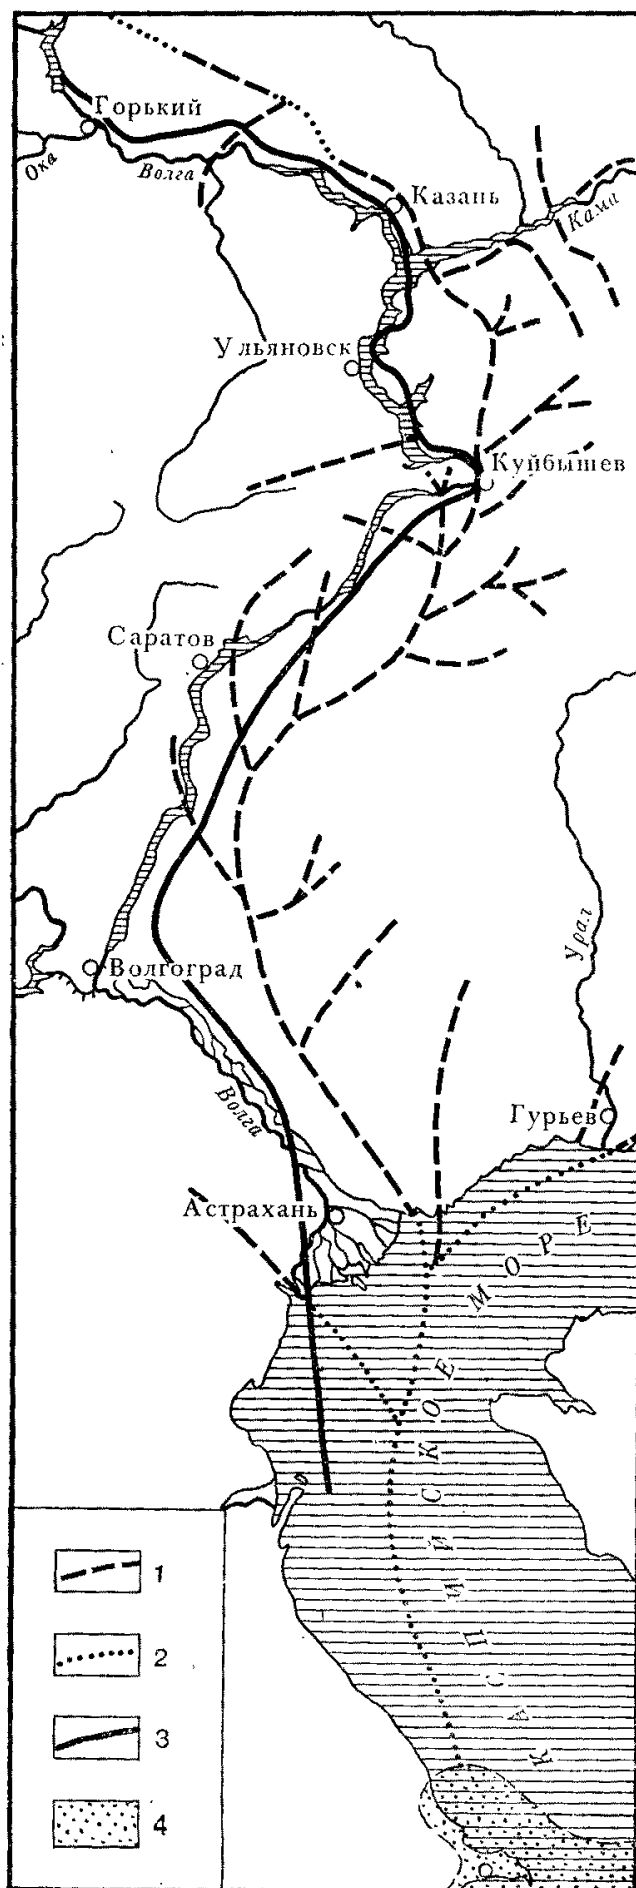 Горький
Ока
Волга
Казань
Кама
Ульяновск
Куйбышев
Саратов
Урал
Волгоград
Волга
Гурьев
Астрахань
КАСПИЙСКОЕ МОРЕ
1
2
3
4